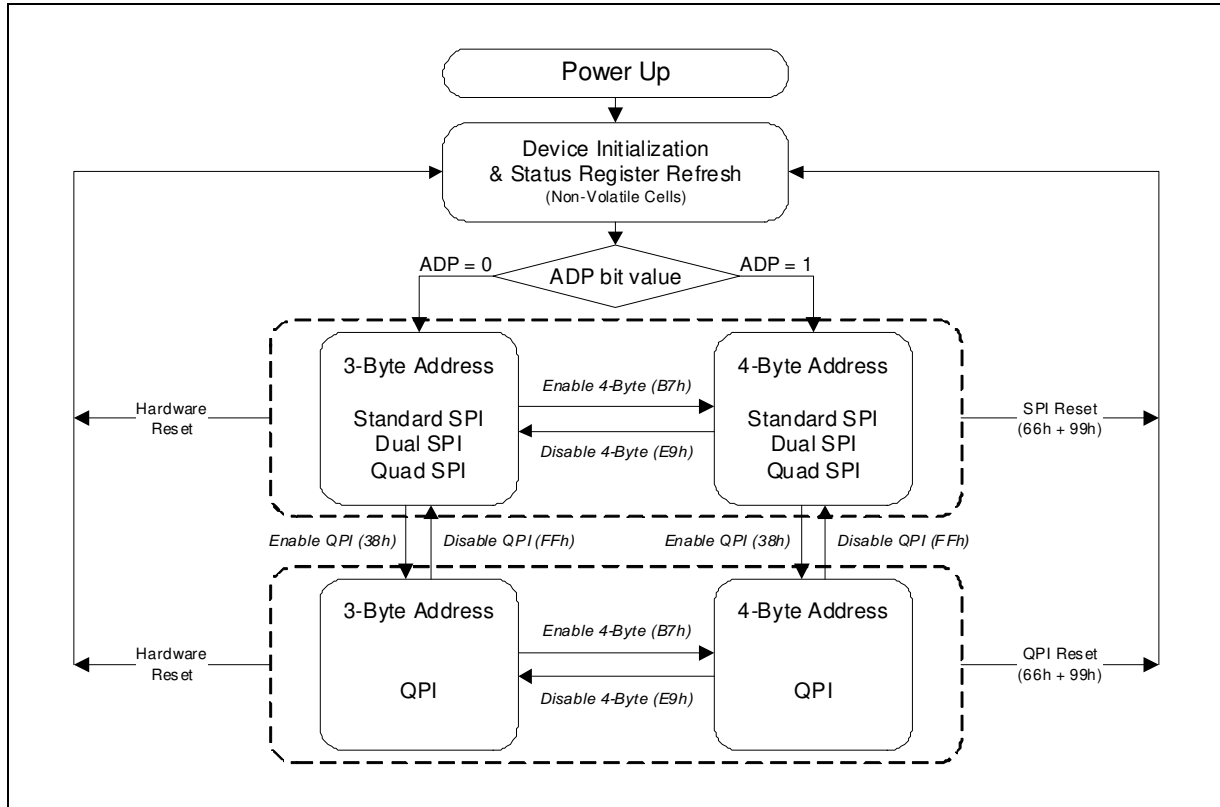 Power Up
Device Initialization
& Status Register Refresh
(Non-Volatile Cells)
ADP = 0
ADP bit value
ADP = 1
3-Byte Address
Standard SPI
Dual SPI
Quad SPI
Enable 4-Byte (B7h)
Disable 4-Byte (E9h)
4-Byte Address
Standard SPI
Dual SPI
Quad SPI
Hardware
Reset
SPI Reset
(66h + 99h)
Enable QPI (38h)
Disable QPI (FFh)
Enable QPI (38h)
Disable QPI (FFh)
3-Byte Address
QPI
Enable 4-Byte (B7h)
Disable 4-Byte (E9h)
4-Byte Address
QPI
Hardware
Reset
QPI Reset
(66h + 99h)